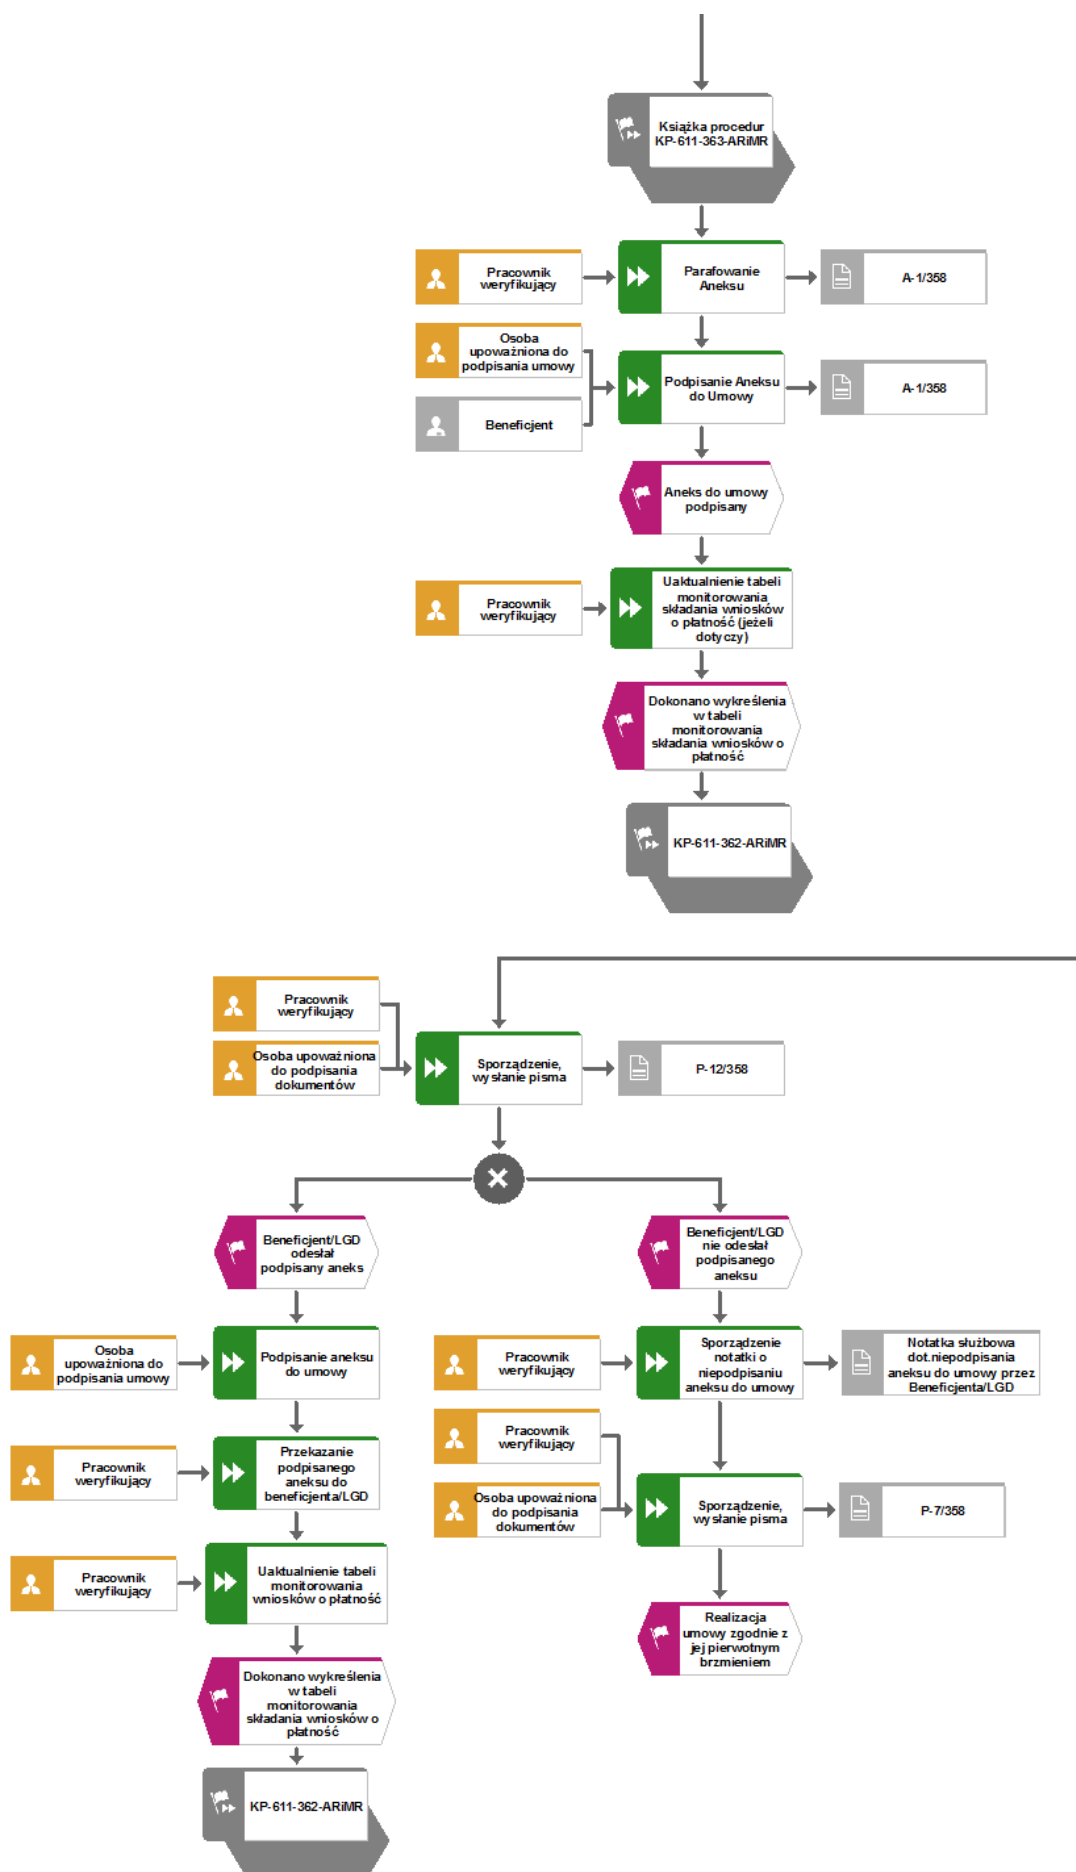 Książka procedur
KP-611-363-ARiMR
Pracownik
weryfikujący
Parafowanie
Aneksu
A-1/358
Osoba
upoważniona do
podpisania umowy
Beneficjent
Podpisanie Aneksu
do Umowy
A-1/358
Aneks do umowy
podpisany
Pracownik
weryfikujący
Uaktualnienie tabeli
monitorowania
składania wniosków
o płatność (jeżeli
dotyczy)
Dokonano wykreślenia
w tabeli
monitorowania
składania wniosków o
płatność
KP-611-362-ARiMR
Pracownik
weryfikujący
Osoba upoważniona
do podpisania
dokumentów
Sporządzenie,
wysłanie pisma
P-12/358
Beneficjent/LGD
odesłał
podpisany aneks
Beneficjent/LGD
nie odesłał
podpisanego
aneksu
Osoba
upoważniona do
podpisania umowy
Podpisanie aneksu
do umowy
Pracownik
weryfikujący
Sporządzenie
notatki o
niepodpisaniu
aneksu do umowy
Notatka służbowa
dot.niepodpisania
aneksu do umowy przez
Beneficjenta/LGD
Pracownik
weryfikujący
Przekazanie
podpisanego
aneksu do
beneficjenta/LGD
Pracownik
weryfikujący
Osoba upoważniona
do podpisania
dokumentów
Sporządzenie,
wysłanie pisma
P-7/358
Pracownik
weryfikujący
Uaktualnienie tabeli
monitorowania
wniosków o płatność
Realizacja
umowy zgodnie z
jej pierwotnym
brzmieniem
Dokonano wykreślenia
w tabeli
monitorowania
składania wniosków o
płatność
KP-611-362-ARiMR